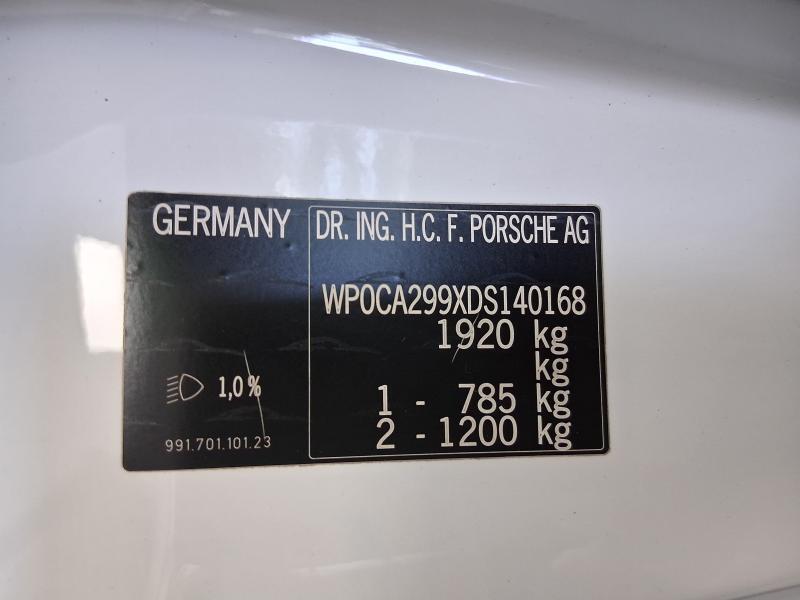 GERMANY
DR. ING. H.C. F. PORSCHE AG
WP0CA299XDS140168
1920 kg
kg
1 - 785 kg
2 - 1200 kg
1,0 %
991.701.101.23